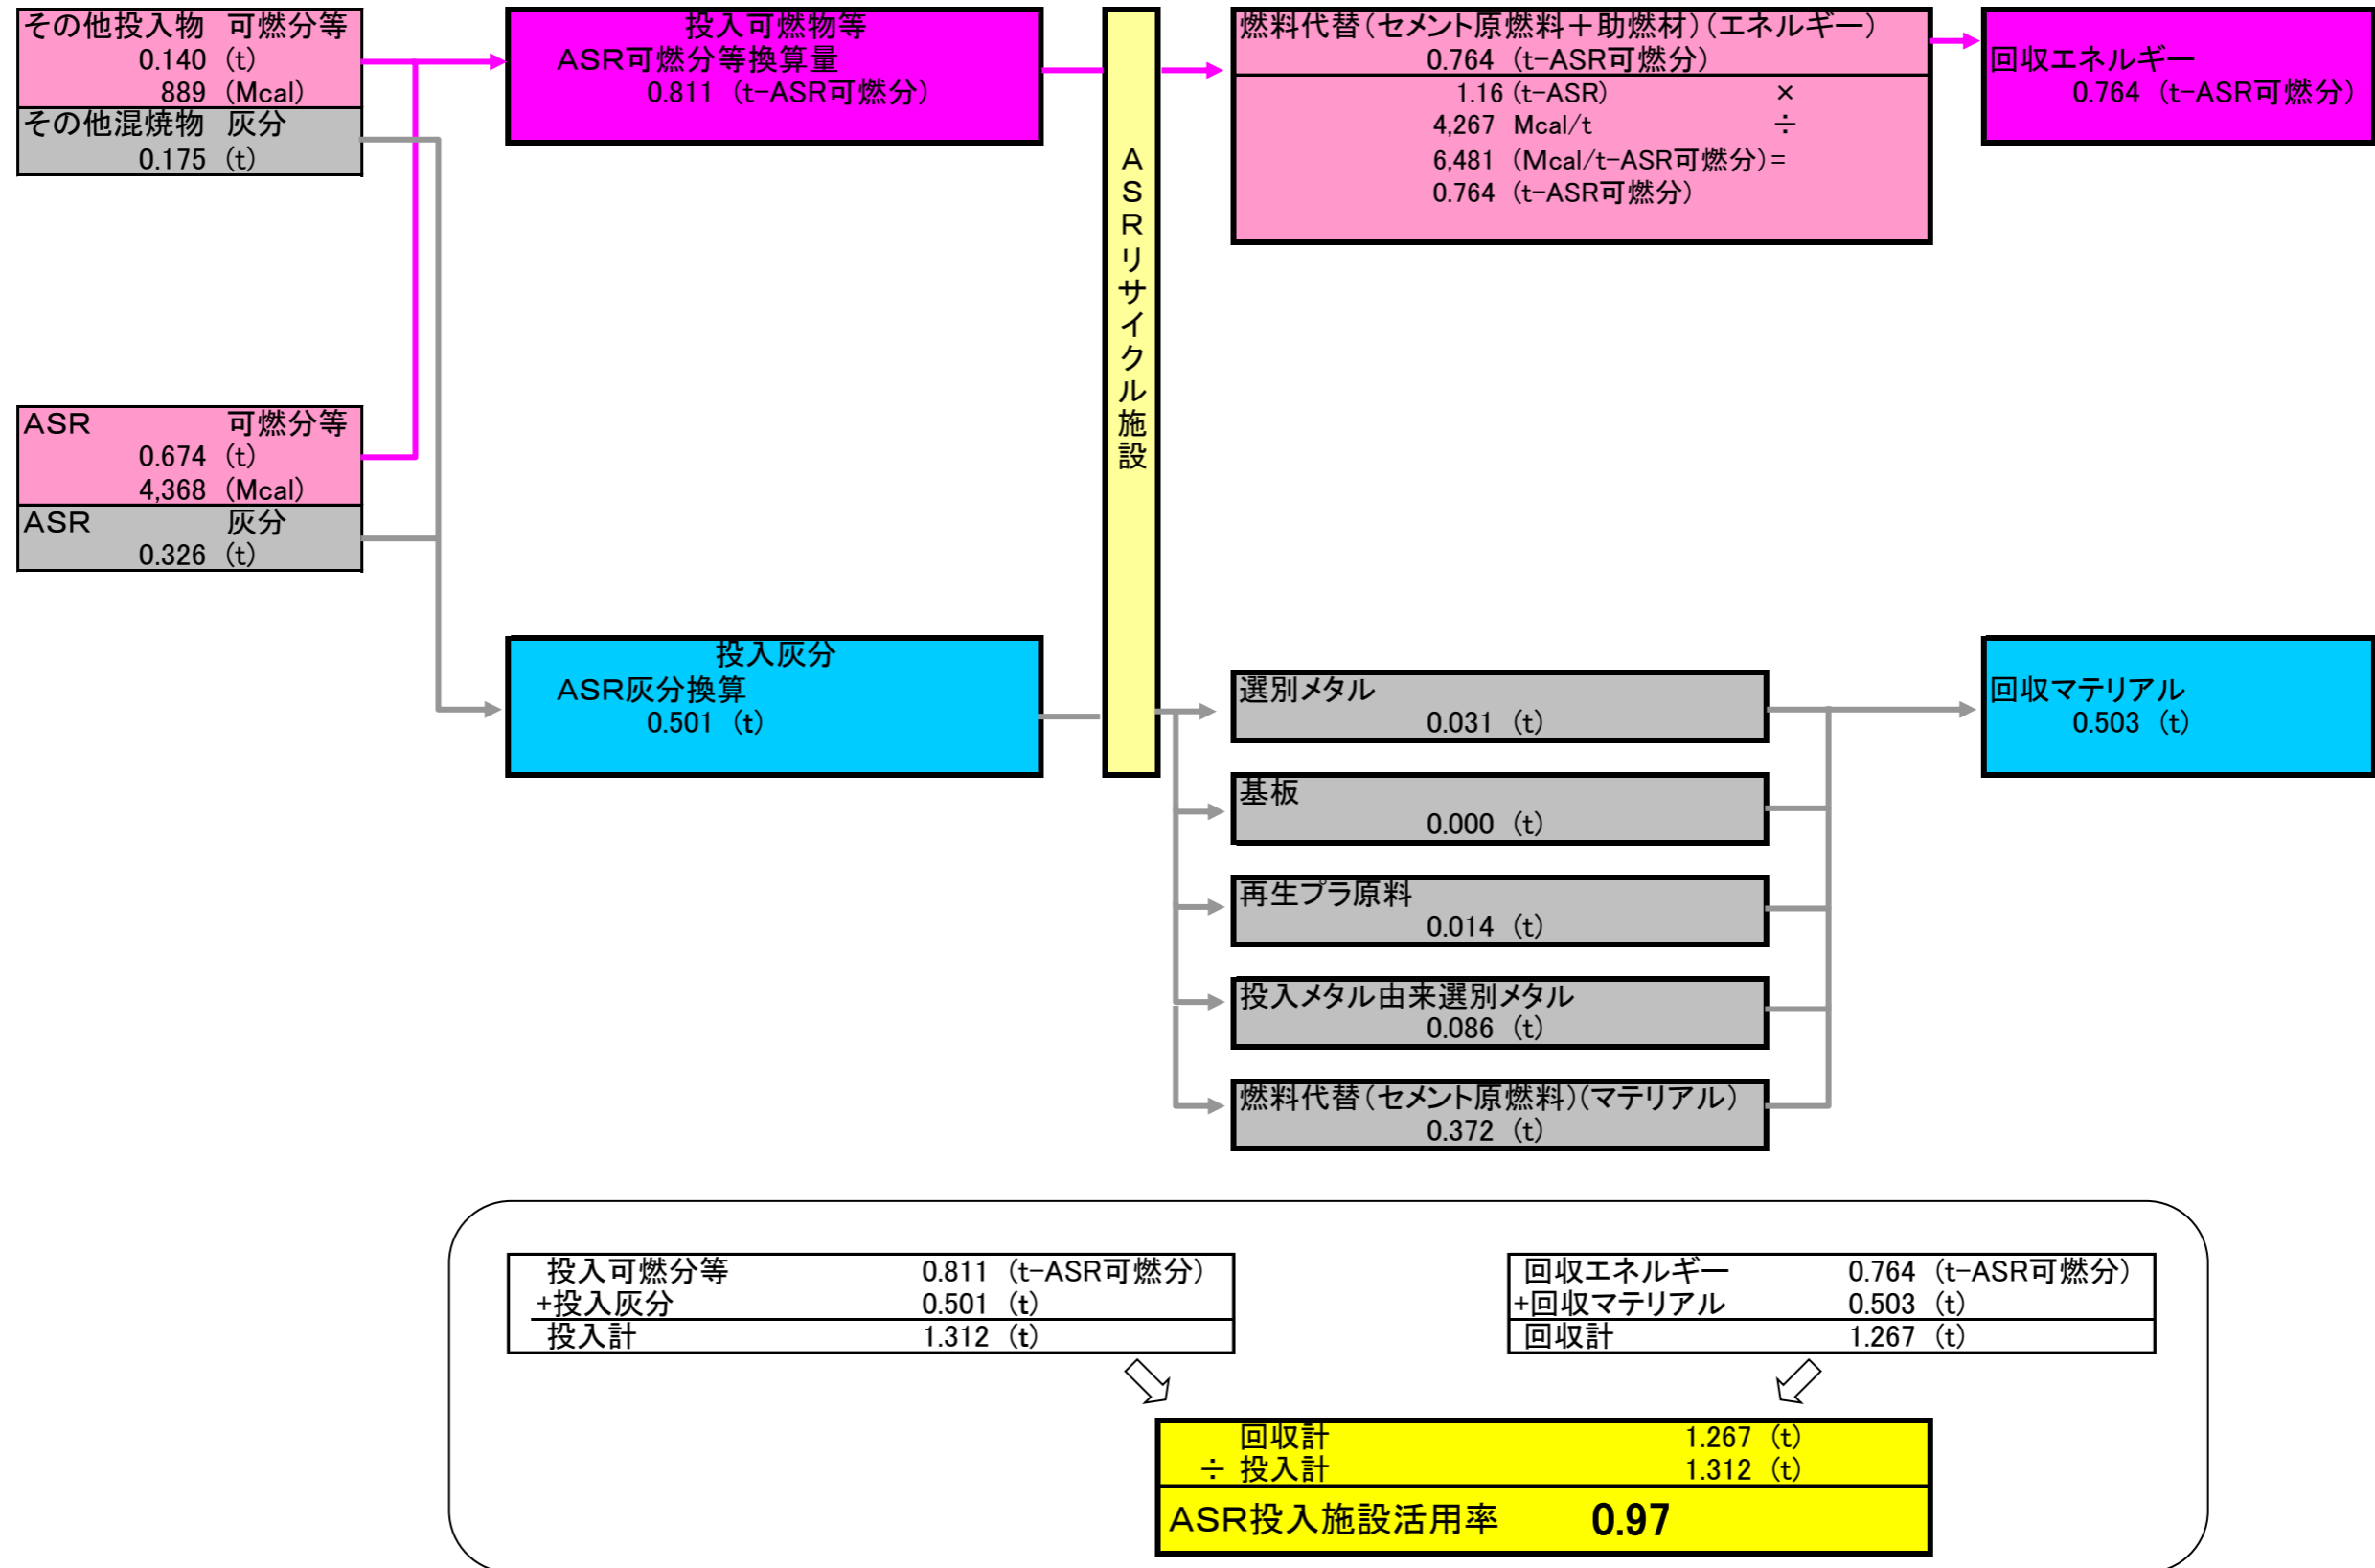 その他投入物 可燃分等
0.140 (t)
889 (Mcal)
その他混焼物 灰分
0.175 (t)
ASR 可燃分等
0.674 (t)
4,368 (Mcal)
ASR 灰分
0.326 (t)
投入可燃物等
ASR可燃分等換算量
0.811 (t-ASR可燃分)
投入灰分
ASR灰分換算
0.501 (t)
ASRリサイクル施設
燃料代替(セメント原燃料+助燃材)(エネルギー)
0.764 (t-ASR可燃分)
1.16 (t-ASR) ×
4,267 Mcal/t ÷
6,481 (Mcal/t-ASR可燃分)=
0.764 (t-ASR可燃分)
回収エネルギー
0.764 (t-ASR可燃分)
選別メタル
0.031 (t)
基板
0.000 (t)
再生プラ原料
0.014 (t)
投入メタル由来選別メタル
0.086 (t)
燃料代替(セメント原燃料)(マテリアル)
0.372 (t)
回収マテリアル
0.503 (t)
投入可燃分等 0.811 (t-ASR可燃分)
+投入灰分 0.501 (t)
投入計 1.312 (t)
回収エネルギー 0.764 (t-ASR可燃分)
+回収マテリアル 0.503 (t)
回収計 1.267 (t)
回収計 1.267 (t)
÷ 投入計 1.312 (t)
ASR投入施設活用率 0.97